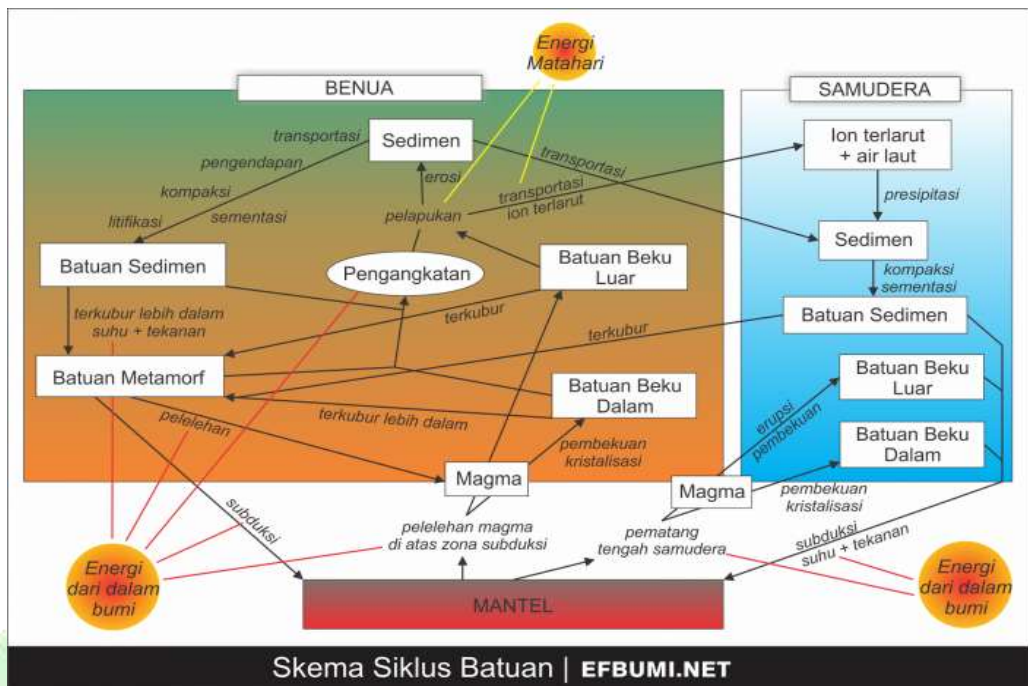 Energi
Matahari
BENUA
SAMUDERA
transportasi
Sedimen
Ion terlarut
+ air laut
pengendapan
transportasi
erosi
kompaksi
transportasi
ion terlarut
presipitasi
litifikasi
sementasi
pelapukan
Sedimen
Batuan Sedimen
Pengangkatan
Batuan Beku
Luar
kompaksi
sementasi
terkubur lebih dalam
suhu + tekanan
terkubur
terkubur
Batuan Sedimen
Batuan Metamorf
Batuan Beku
Luar
Batuan Beku
Dalam
pelelehan
terkubur lebih dalam
erupsi
pembekuan
Batuan Beku
Dalam
pembekuan
kristalisasi
Magma
Magma
pembekuan
kristalisasi
subduksi
pelelehan magma
di atas zona subduksi
pematang
tengah samudera
subduksi
suhu + tekanan
Energi
dari dalam
bumi
Energi
dari dalam
bumi
MANTEL
Skema Siklus Batuan | EFBUMI.NET